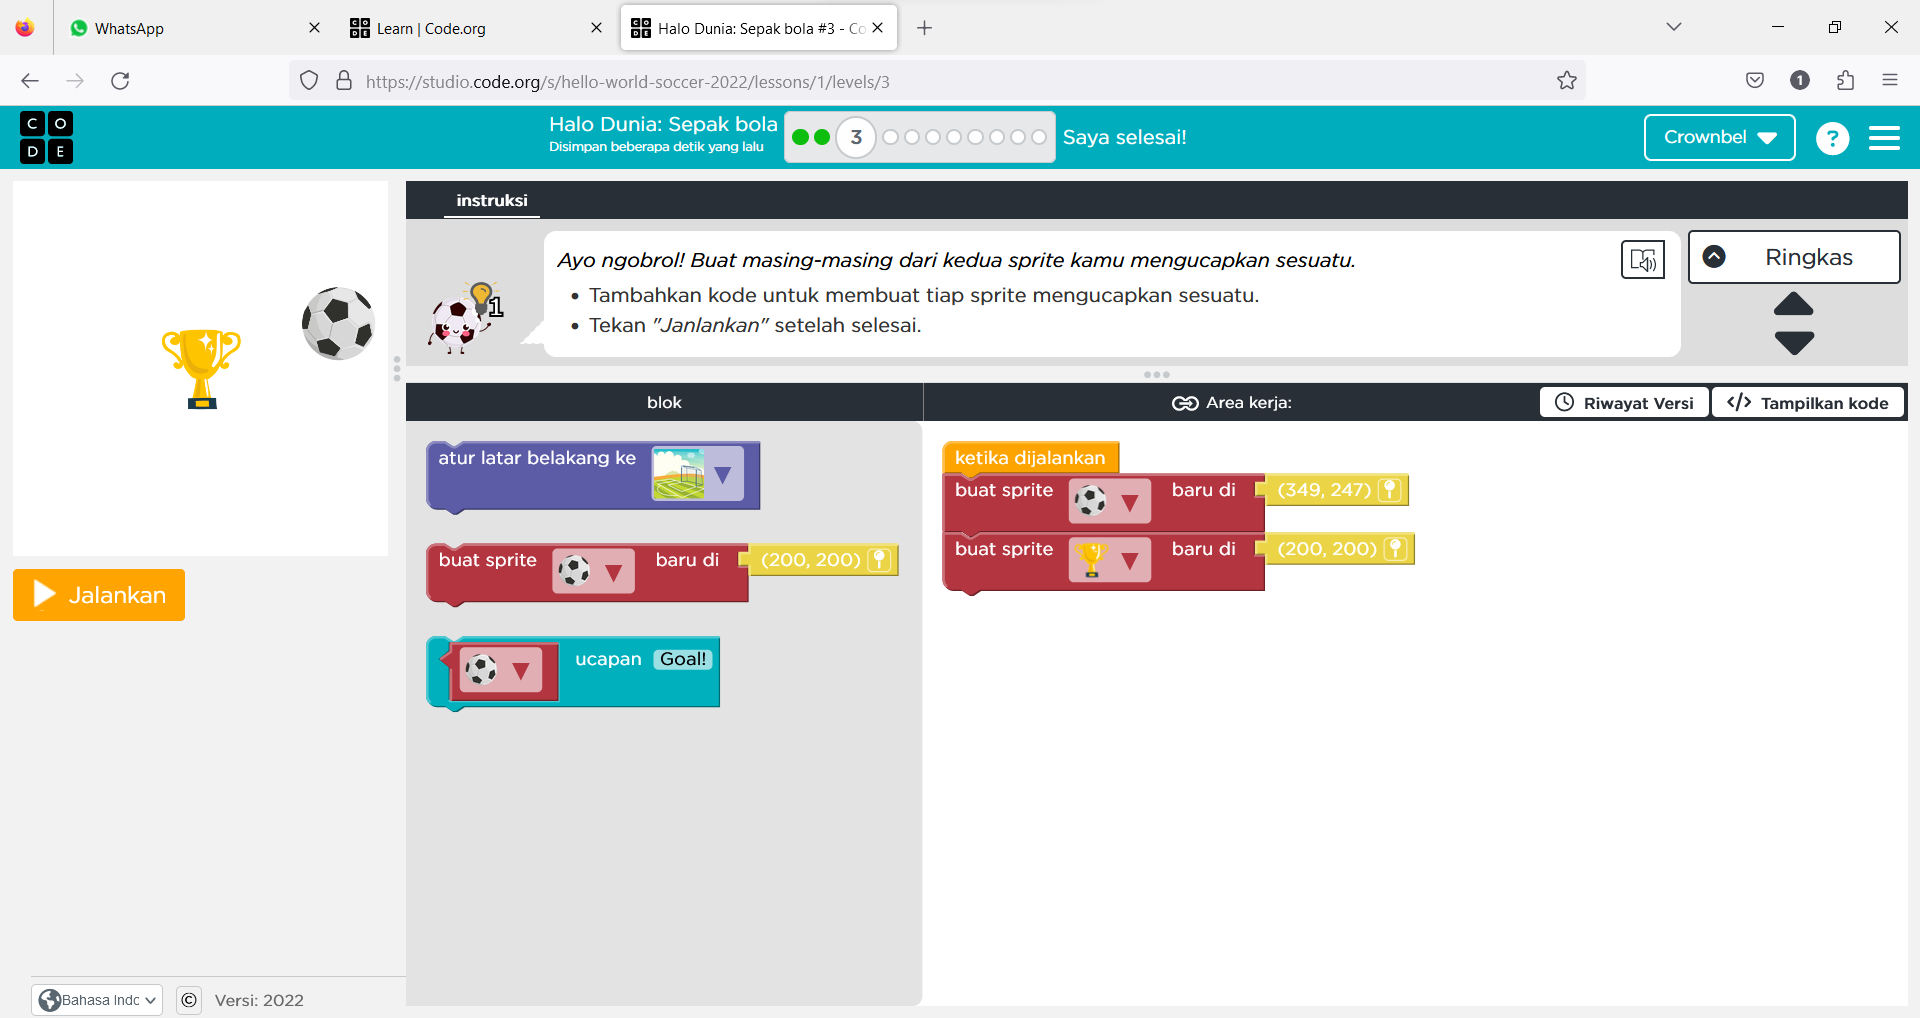 WhatsApp
Learn | Code.org
Halo Dunia: Sepak bola #3 - Co
https://studio.code.org/s/hello-world-soccer-2022/lessons/1/levels/3
1
C O
D E
Halo Dunia: Sepak bola
Disimpan beberapa detik yang lalu
3
Saya selesai!
Crownbel
?
instruksi
1
Ayo ngobrol! Buat masing-masing dari kedua sprite kamu mengucapkan sesuatu.
Tambahkan kode untuk membuat tiap sprite mengucapkan sesuatu.
Tekan "Janlankan" setelah selesai.
Ringkas
blok
Area kerja:
Riwayat Versi
</> Tampilkan kode
atur latar belakang ke
buat sprite baru di (200, 200)
ucapan Goal!
ketika dijalankan
buat sprite baru di (349, 247)
buat sprite baru di (200, 200)
Jalankan
Bahasa Indc
© Versi: 2022